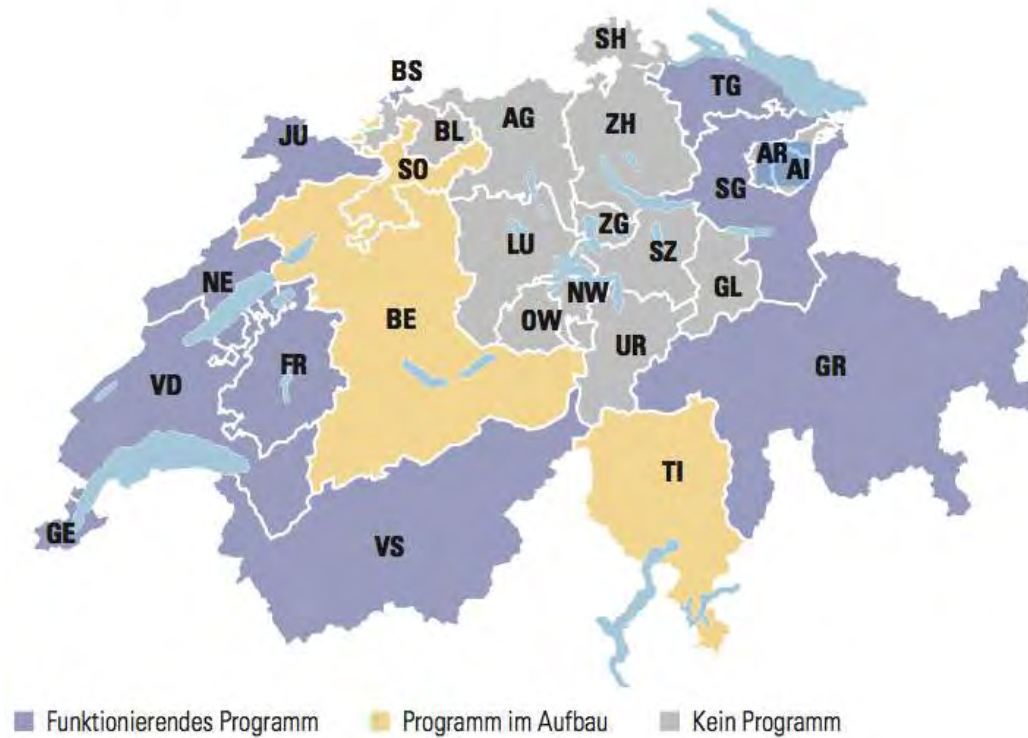 SH
BS
TG
AG
ZH
BL
JU
AR
AI
SO
SG
ZG
LU
SZ
NE
NW
GL
OW
BE
UR
FR
GR
VD
TI
GE
VS
Funktionierendes Programm
Programm im Aufbau
Kein Programm